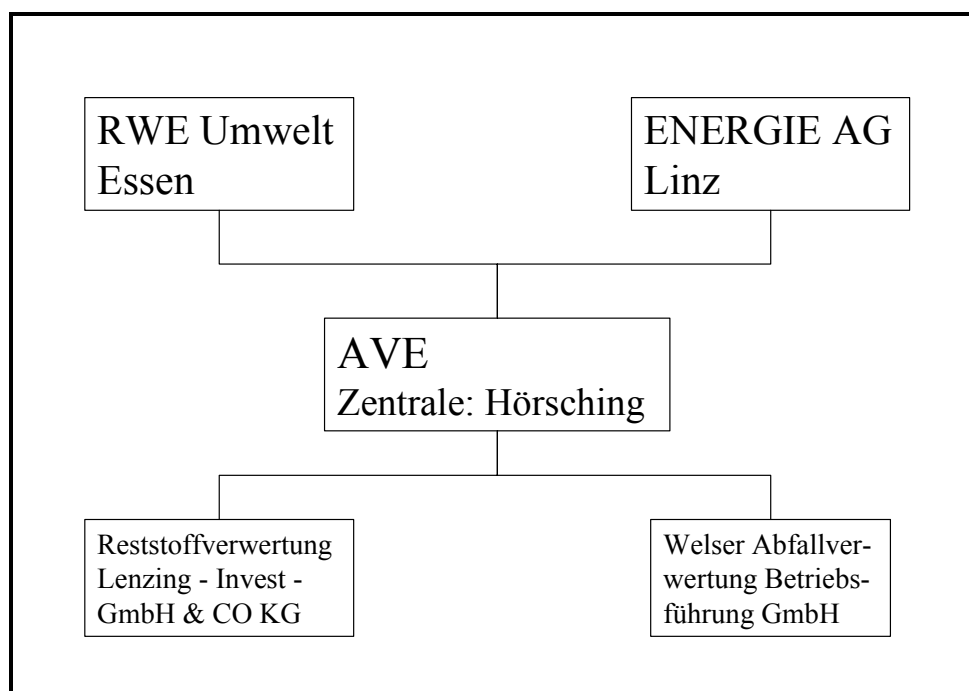 RWE Umwelt
Essen
ENERGIE AG
Linz
AVE
Zentrale: Hörsching
Reststoffverwertung
Lenzing - Invest -
GmbH & CO KG
Welser Abfallver-
wertung Betriebs-
führung GmbH